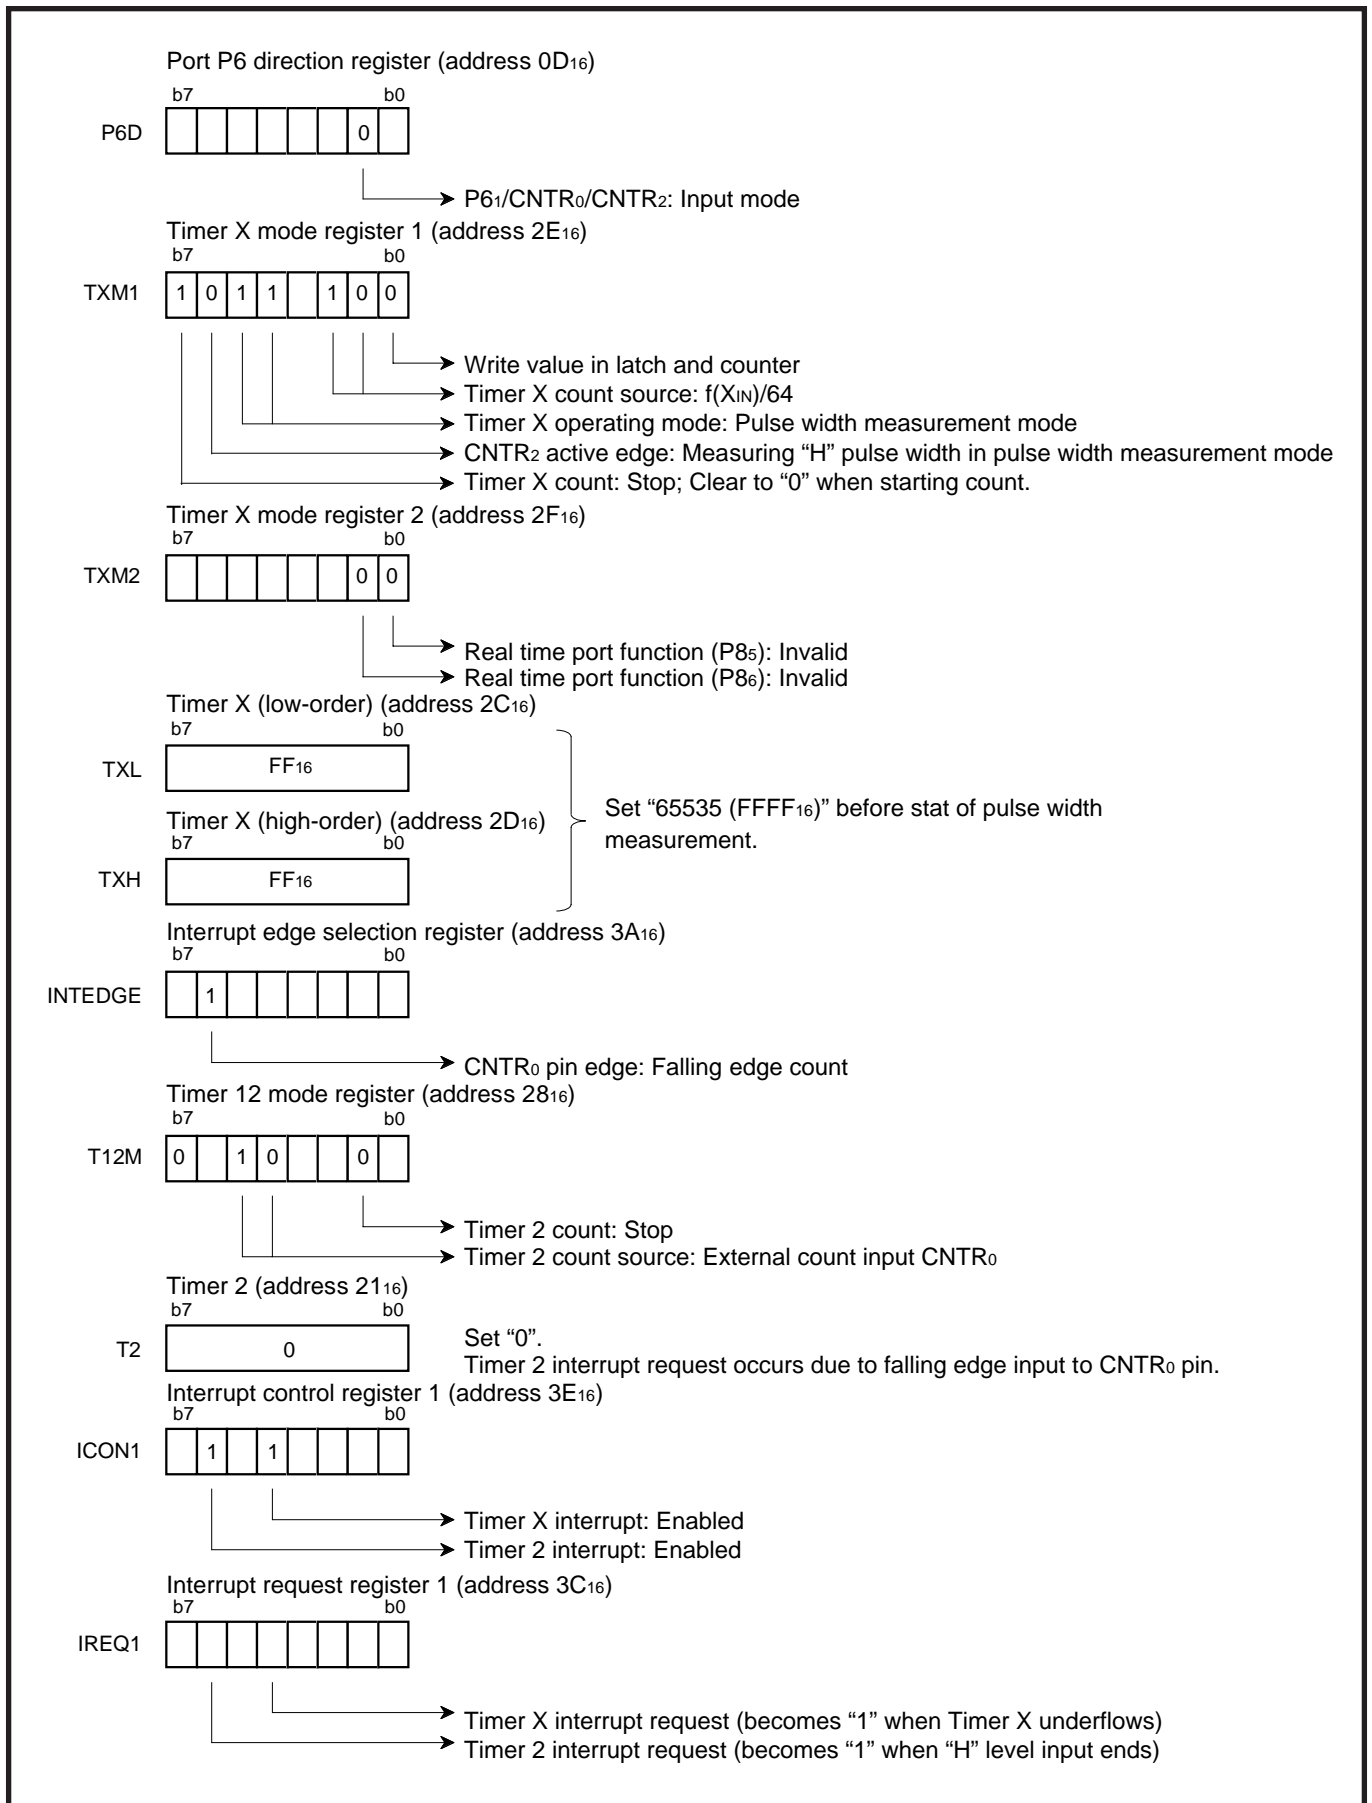 Port P6 direction register (address 0D16)
b7 b0
P6D 0
P61/CNTR0/CNTR2: Input mode
Timer X mode register 1 (address 2E16)
b7 b0
TXM1 1 0 1 1 1 0 0
Write value in latch and counter
Timer X count source: f(XIN)/64
Timer X operating mode: Pulse width measurement mode
CNTR2 active edge: Measuring “H” pulse width in pulse width measurement mode
Timer X count: Stop; Clear to “0” when starting count.
Timer X mode register 2 (address 2F16)
b7 b0
TXM2 0 0
Real time port function (P85): Invalid
Real time port function (P86): Invalid
Timer X (low-order) (address 2C16)
b7 b0
TXL FF16
Set “65535 (FFFF16)” before stat of pulse width
measurement.
Timer X (high-order) (address 2D16)
b7 b0
TXH FF16
Interrupt edge selection register (address 3A16)
b7 b0
INTEDGE 1
CNTR0 pin edge: Falling edge count
Timer 12 mode register (address 2816)
b7 b0
T12M 0 1 0 0
Timer 2 count: Stop
Timer 2 count source: External count input CNTR0
Timer 2 (address 2116)
b7 b0
T2 0
Set “0”.
Timer 2 interrupt request occurs due to falling edge input to CNTR0 pin.
Interrupt control register 1 (address 3E16)
b7 b0
ICON1 1 1
Timer X interrupt: Enabled
Timer 2 interrupt: Enabled
Interrupt request register 1 (address 3C16)
b7 b0
IREQ1
Timer X interrupt request (becomes “1” when Timer X underflows)
Timer 2 interrupt request (becomes “1” when “H” level input ends)